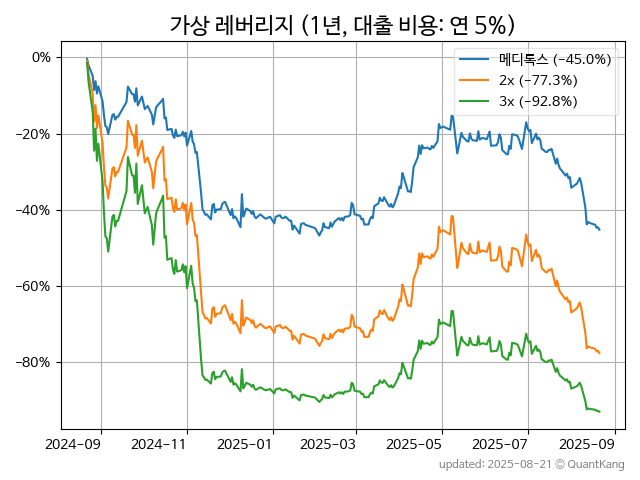 가상 레버리지 (1년, 대출 비용: 연 5%)
메디톡스 (−45.0%)
2x (−77.3%)
3x (−92.8%)
0%
−20%
−40%
−60%
−80%
2024-09 2024-11 2025-01 2025-03 2025-05 2025-07 2025-09
updated: 2025-08-21 © QuantKang